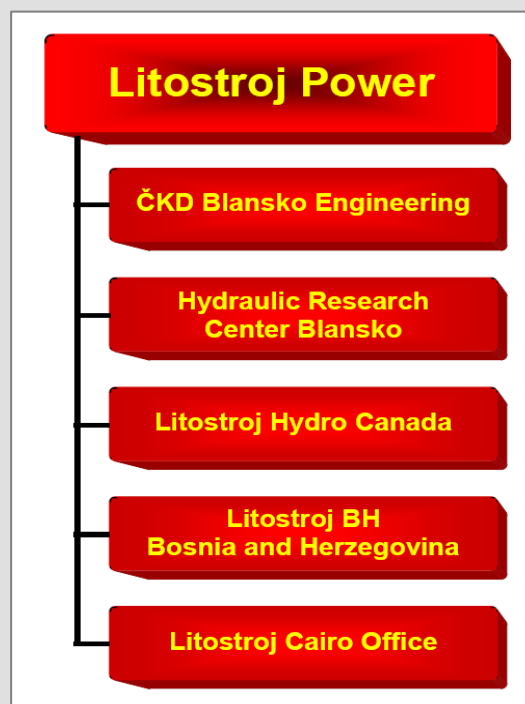 Litostroj Power
ČKD Blansko Engineering
Hydraulic Research
Center Blansko
Litostroj Hydro Canada
Litostroj BH
Bosnia and Herzegovina
Litostroj Cairo Office